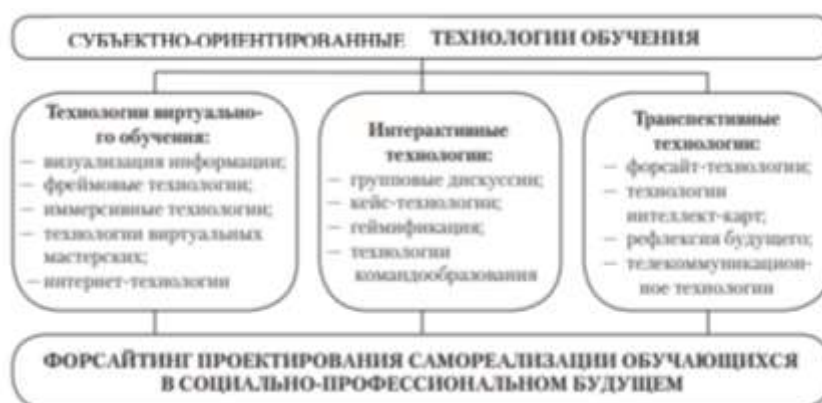 СУБЪЕКТНО-ОРИЕНТИРОВАННЫЕ ТЕХНОЛОГИИ ОБУЧЕНИЯ
Технологии виртуально-
го обучения:
— визуализация информации;
— фреймовые технологии;
— иммерсивные технологии;
— технологии виртуальных
мастерских;
— интернет-технологии
Интерактивные
технологии:
— групповые дискуссии;
— кейс-технологии;
— геймификация;
— технологии
командообразования
Транспективные
технологии:
— форсайт-технологии;
— технологии
интеллект-карт;
— рефлексия будущего;
— телекоммуникацион-
ное технологии
ФОРСАЙТИНГ ПРОЕКТИРОВАНИЯ САМОРЕАЛИЗАЦИИ ОБУЧАЮЩИХСЯ
В СОЦИАЛЬНО-ПРОФЕССИОНАЛЬНОМ БУДУЩЕМ